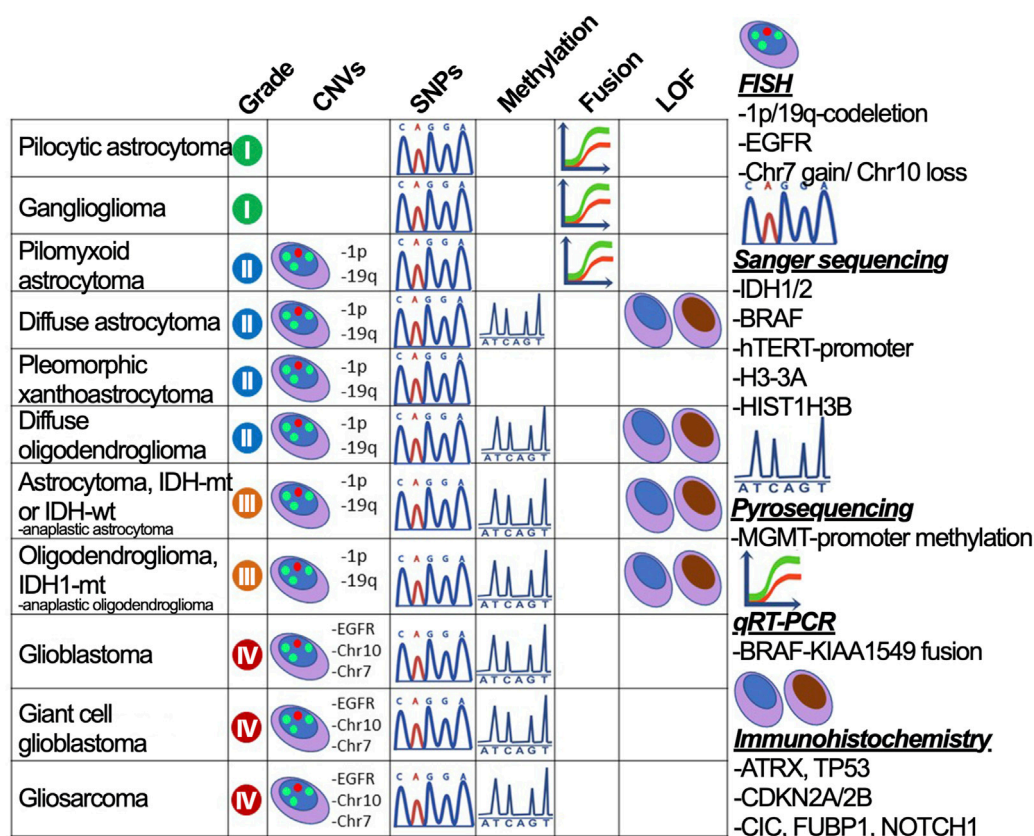 Grade CNVs SNPs Methylation Fusion LOF
Pilocytic astrocytoma I C A G G A
Ganglioglioma I C A G G A
Pilomyxoid
astrocytoma II -1p
-19q C A G G A
Diffuse astrocytoma II -1p
-19q C A G G A A T C A G T
Pleomorphic
xanthoastrocytoma II -1p
-19q C A G G A
Diffuse
oligodendroglioma II -1p
-19q C A G G A A T C A G T
Astrocytoma, IDH-mt
or IDH-wt
-anaplastic astrocytoma III -1p
-19q C A G G A A T C A G T
Oligodendroglioma,
IDH1-mt
-anaplastic oligodendroglioma III -1p
-19q C A G G A A T C A G T
Glioblastoma IV -EGFR
-Chr10
-Chr7 C A G G A A T C A G T
Giant cell
glioblastoma IV -EGFR
-Chr10
-Chr7 C A G G A A T C A G T
Gliosarcoma IV -EGFR
-Chr10
-Chr7 C A G G A A T C A G T
FISH
-1p/19q-codeletion
-EGFR
-Chr7 gain/ Chr10 loss
C A G G A
Sanger sequencing
-IDH1/2
-BRAF
-hTERT-promoter
-H3-3A
-HIST1H3B
A T C A G T
Pyrosequencing
-MGMT-promoter methylation
qRT-PCR
-BRAF-KIAA1549 fusion
Immunohistochemistry
-ATRX, TP53
-CDKN2A/2B
-CIC, FUBP1, NOTCH1